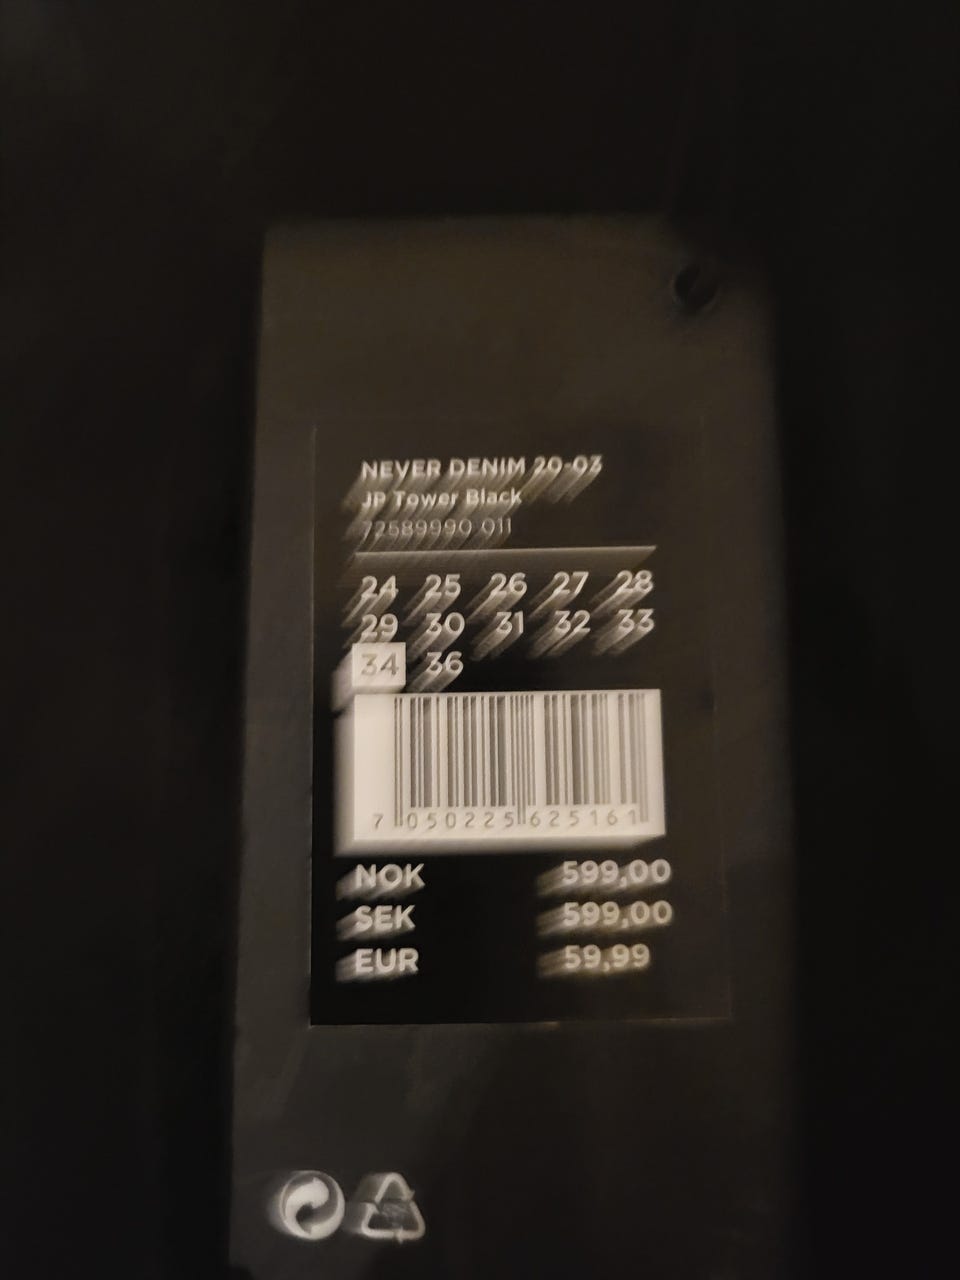 NEVER DENIM 20-03
JP Tower Black
72589990 011
24 25 26 27 28
29 30 31 32 33
34 36
7 050225 625161
NOK 599,00
SEK 599,00
EUR 59,99